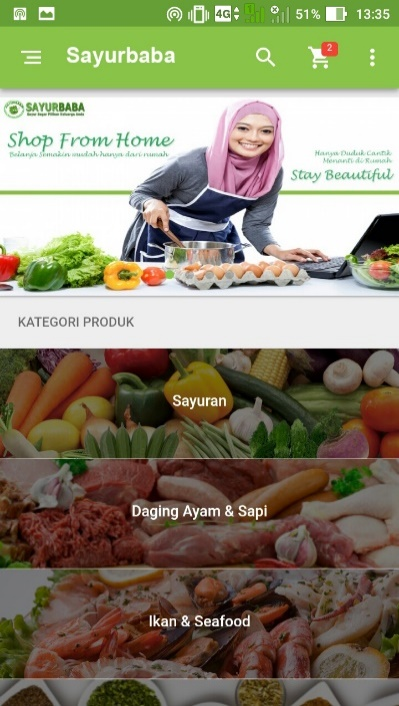 4G
51%
13:35
Sayurbaba
2
SAYURBABA
Shop From Home
Belanja Semakin mudah hanya dari rumah
Hanya Duduk Cantik
Menanti di Rumah
Stay Beautiful
KATEGORI PRODUK
Sayuran
Daging Ayam & Sapi
Ikan & Seafood